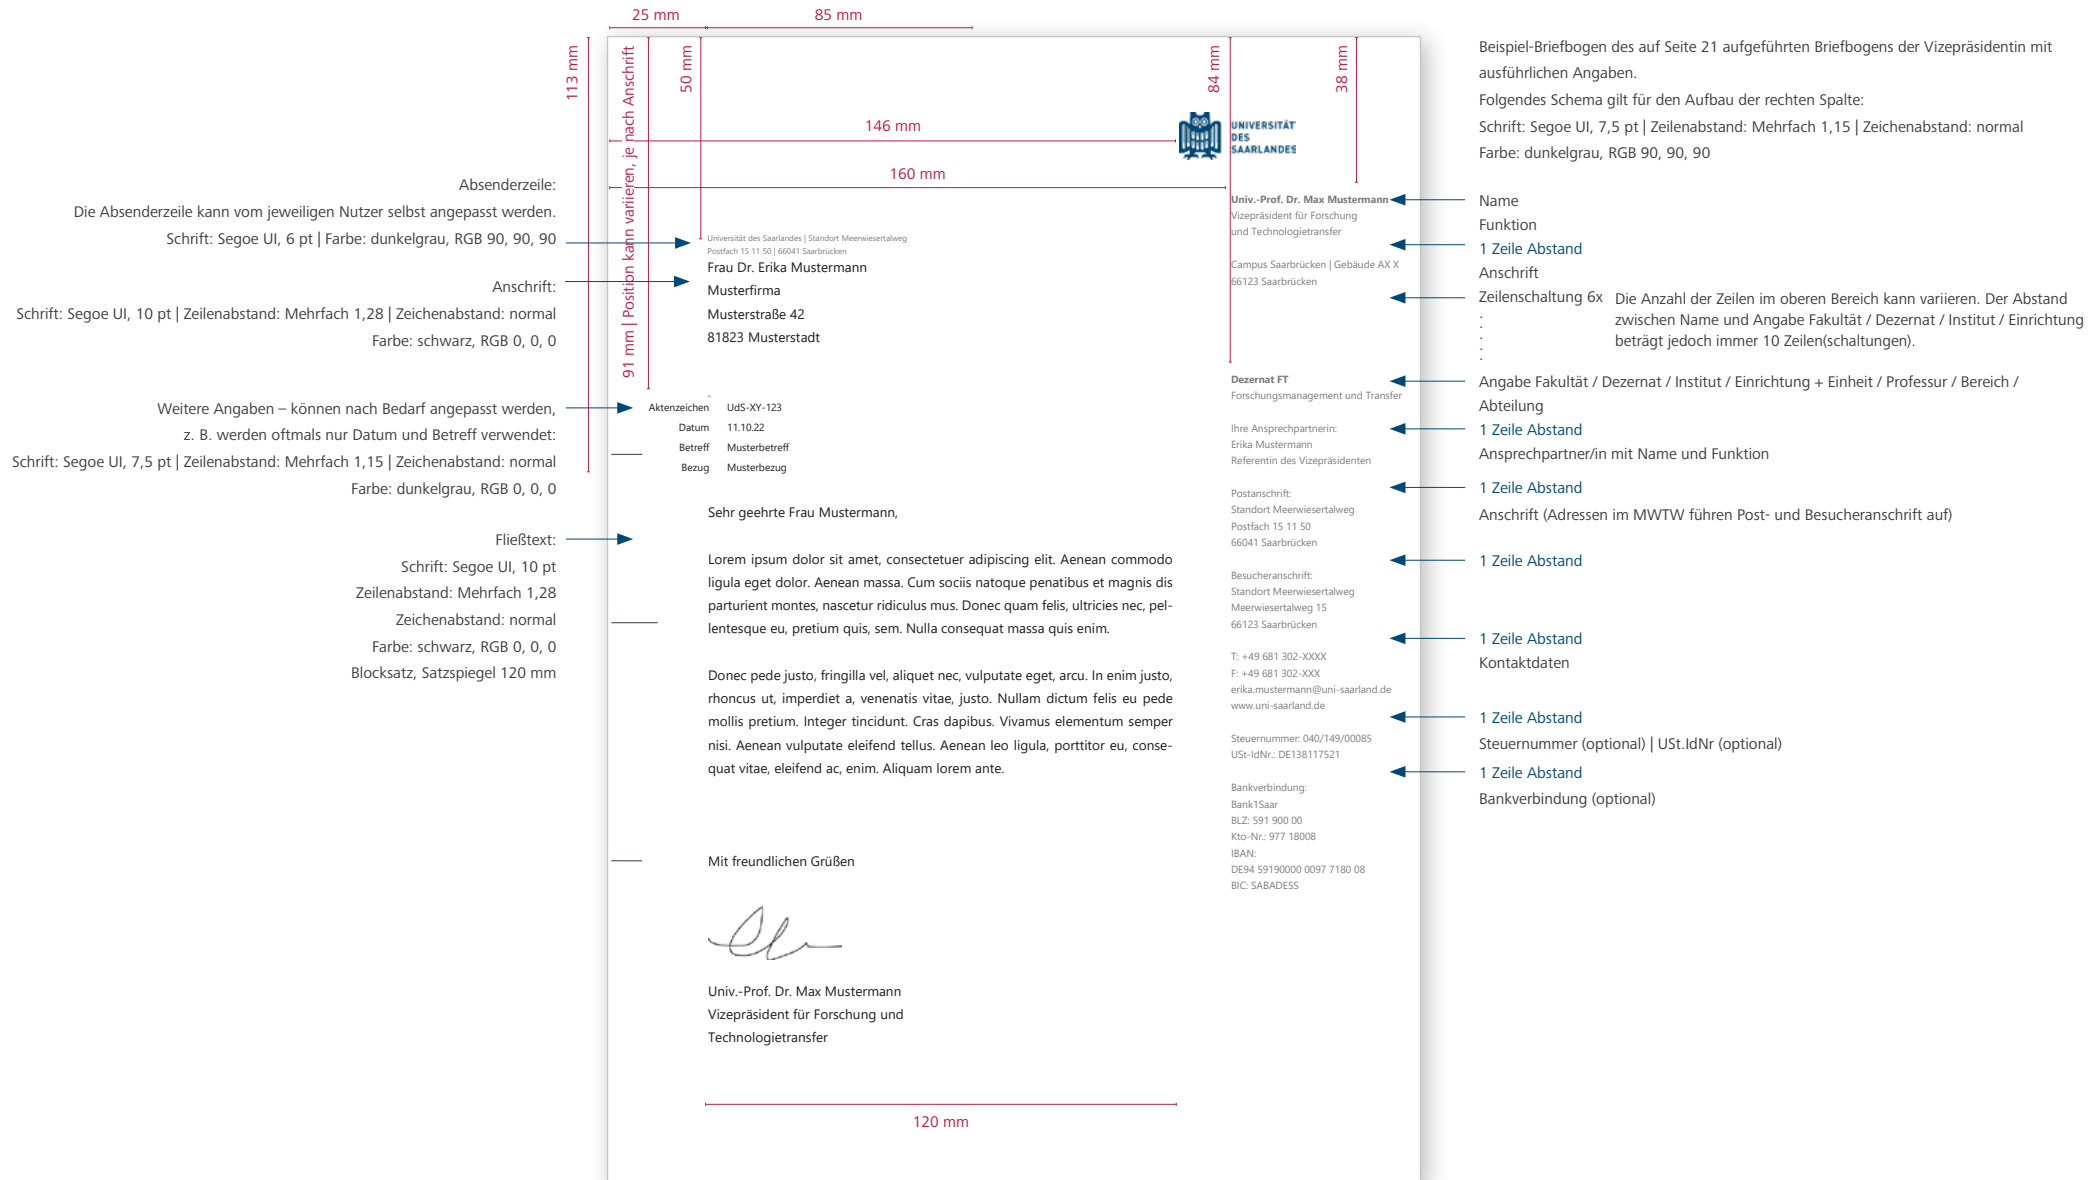 25 mm
85 mm
113 mm
91 mm | Position kann variieren, je nach Anschrift
50 mm
84 mm
38 mm
146 mm
160 mm
UNIVERSITÄT
DES
SAARLANDES
Absenderzeile:
Die Absenderzeile kann vom jeweiligen Nutzer selbst angepasst werden.
Schrift: Segoe UI, 6 pt | Farbe: dunkelgrau, RGB 90, 90, 90
Anschrift:
Schrift: Segoe UI, 10 pt | Zeilenabstand: Mehrfach 1,28 | Zeichenabstand: normal
Farbe: schwarz, RGB 0, 0, 0
Weitere Angaben – können nach Bedarf angepasst werden,
z. B. werden oftmals nur Datum und Betreff verwendet:
Schrift: Segoe UI, 7,5 pt | Zeilenabstand: Mehrfach 1,15 | Zeichenabstand: normal
Farbe: dunkelgrau, RGB 0, 0, 0
Fließtext:
Schrift: Segoe UI, 10 pt
Zeilenabstand: Mehrfach 1,28
Zeichenabstand: normal
Farbe: schwarz, RGB 0, 0, 0
Blocksatz, Satzspiegel 120 mm
Universität des Saarlandes | Standort Meerwiesertalweg
Postfach 15 11 50 | 66041 Saarbrücken
Frau Dr. Erika Mustermann
Musterfirma
Musterstraße 42
81823 Musterstadt
Aktenzeichen UdS-XY-123
Datum 11.10.22
Betreff Musterbetreff
Bezug Musterbezug
Sehr geehrte Frau Mustermann,
Lorem ipsum dolor sit amet, consectetuer adipiscing elit. Aenean commodo
ligula eget dolor. Aenean massa. Cum sociis natoque penatibus et magnis dis
parturient montes, nascetur ridiculus mus. Donec quam felis, ultricies nec, pel-
lentesque eu, pretium quis, sem. Nulla consequat massa quis enim.
Donec pede justo, fringilla vel, aliquet nec, vulputate eget, arcu. In enim justo,
rhoncus ut, imperdiet a, venenatis vitae, justo. Nullam dictum felis eu pede
mollis pretium. Integer tincidunt. Cras dapibus. Vivamus elementum semper
nisi. Aenean vulputate eleifend tellus. Aenean leo ligula, porttitor eu, conse-
quat vitae, eleifend ac, enim. Aliquam lorem ante.
Mit freundlichen Grüßen
Univ.-Prof. Dr. Max Mustermann
Vizepräsident für Forschung und
Technologietransfer
120 mm
Univ.-Prof. Dr. Max Mustermann
Vizepräsident für Forschung
und Technologietransfer
Campus Saarbrücken | Gebäude AX X
66123 Saarbrücken
Dezernat FT
Forschungsmanagement und Transfer
Ihre Ansprechpartnerin:
Erika Mustermann
Referentin des Vizepräsidenten
Postanschrift:
Standort Meerwiesertalweg
Postfach 15 11 50
66041 Saarbrücken
Besucheranschrift:
Standort Meerwiesertalweg
Meerwiesertalweg 15
66123 Saarbrücken
T: +49 681 302-XXXX
F: +49 681 302-XXX
erika.mustermann@uni-saarland.de
www.uni-saarland.de
Steuernummer: 040/149/00085
USt-IdNr.: DE138117521
Bankverbindung:
Bank1Saar
BLZ: 591 900 00
Kto-Nr.: 977 18008
IBAN:
DE94 59190000 0097 7180 08
BIC: SABADE5S
Beispiel-Briefbogen des auf Seite 21 aufgeführten Briefbogens der Vizepräsidentin mit
ausführlichen Angaben.
Folgendes Schema gilt für den Aufbau der rechten Spalte:
Schrift: Segoe UI, 7,5 pt | Zeilenabstand: Mehrfach 1,15 | Zeichenabstand: normal
Farbe: dunkelgrau, RGB 90, 90, 90
Name
Funktion
1 Zeile Abstand
Anschrift
Zeilenschaltung 6x
.
.
.
.
.
Die Anzahl der Zeilen im oberen Bereich kann variieren. Der Abstand
zwischen Name und Angabe Fakultät / Dezernat / Institut / Einrichtung
beträgt jedoch immer 10 Zeilen(schaltungen).
Angabe Fakultät / Dezernat / Institut / Einrichtung + Einheit / Professur / Bereich /
Abteilung
1 Zeile Abstand
Ansprechpartner/in mit Name und Funktion
1 Zeile Abstand
Anschrift (Adressen im MWTW führen Post- und Besucheranschrift auf)
1 Zeile Abstand
1 Zeile Abstand
Kontaktdaten
1 Zeile Abstand
Steuernummer (optional) | USt.IdNr (optional)
1 Zeile Abstand
Bankverbindung (optional)